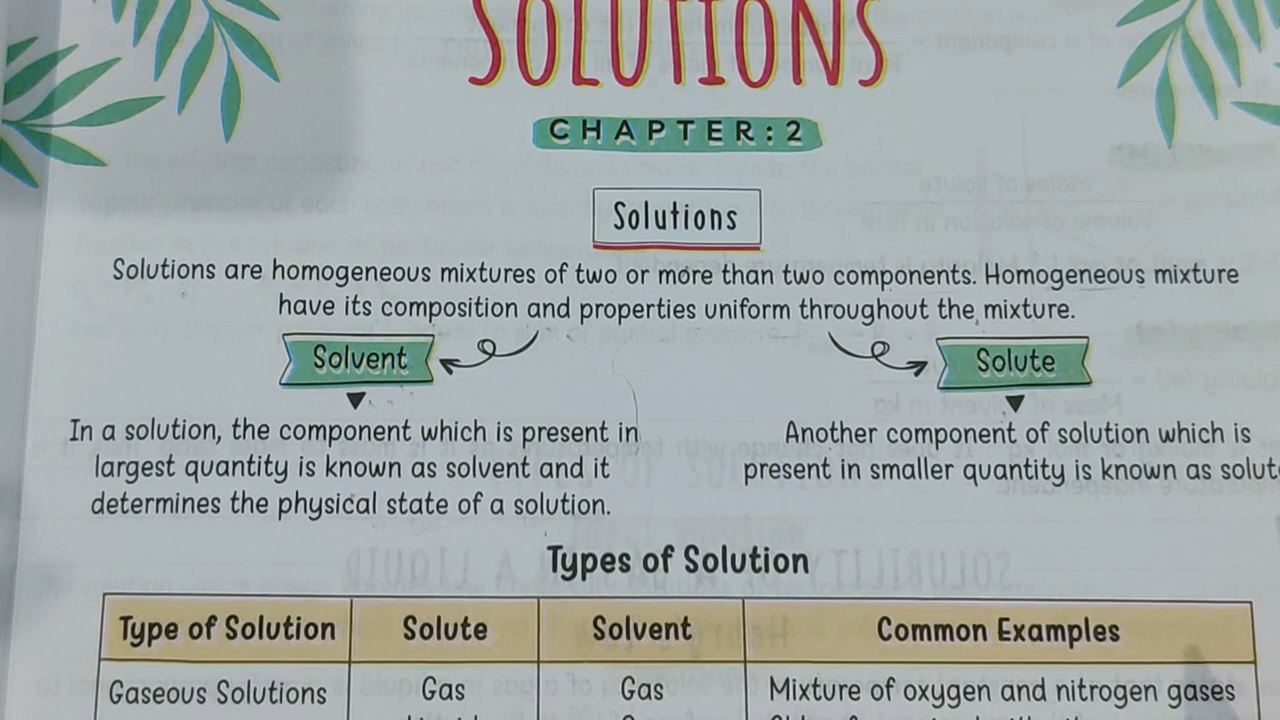 SOLUTIONS
CHAPTER:2
Solutions
Solutions are homogeneous mixtures of two or more than two components. Homogeneous mixture
have its composition and properties uniform throughout the mixture.
Solvent
Solute
In a solution, the component which is present in
largest quantity is known as solvent and it
determines the physical state of a solution.
Another component of solution which is
present in smaller quantity is known as solute
Types of Solution
Type of Solution Solute Solvent Common Examples
Gaseous Solutions Gas Gas Mixture of oxygen and nitrogen gases